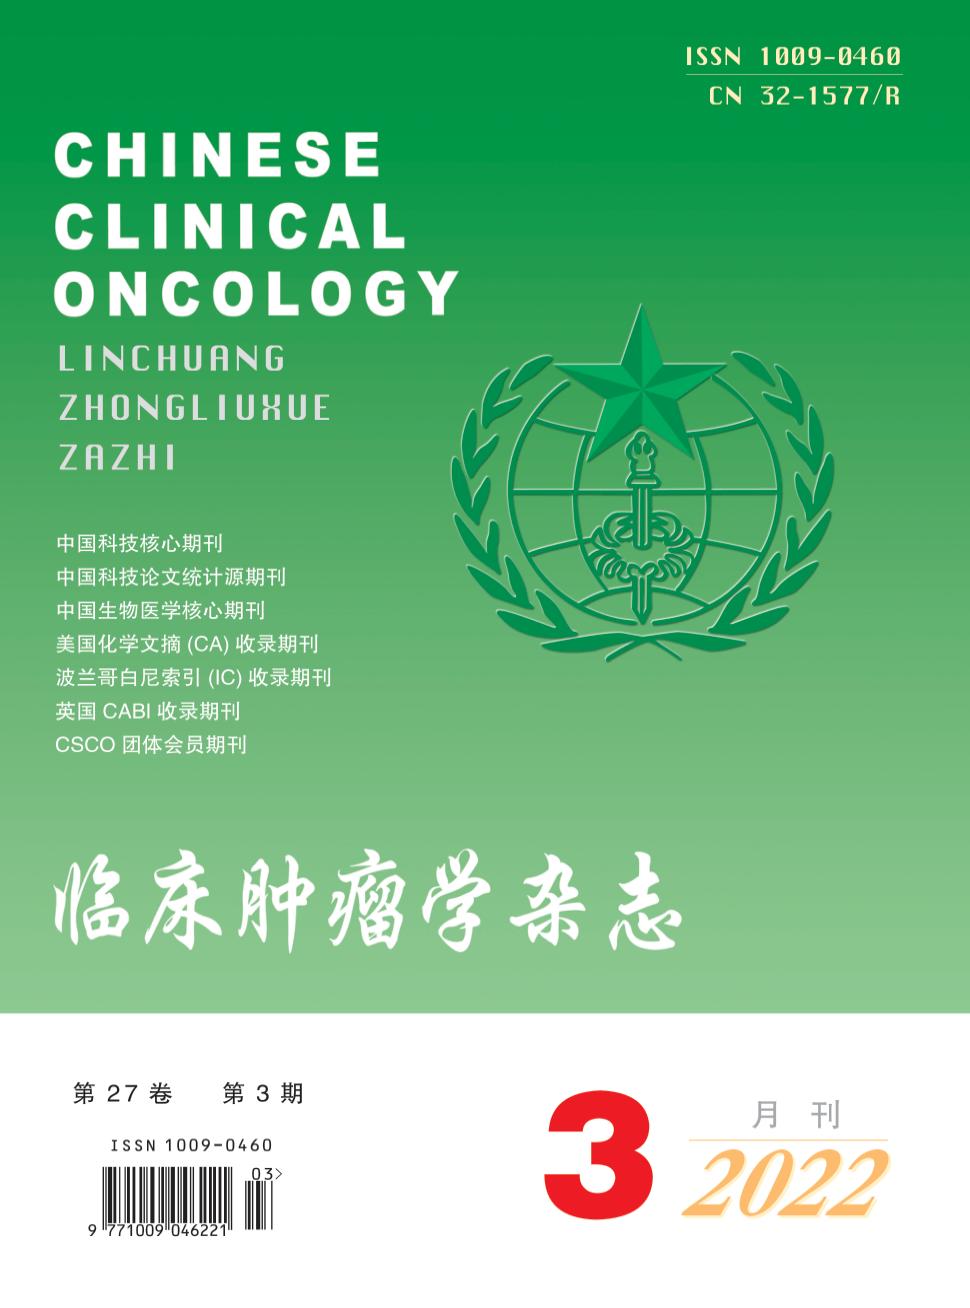 ISSN 1009-0460
CN 32-1577/R
CHINESE
CLINICAL
ONCOLOGY
LINCHUANG
ZHONGLIUXUE
ZAZHI
中国科技核心期刊
中国科技论文统计源期刊
中国生物医学核心期刊
美国化学文摘 (CA) 收录期刊
波兰哥白尼索引 (IC) 收录期刊
英国 CABI 收录期刊
CSCO 团体会员期刊
临床肿瘤学杂志
第 27 卷 第 3 期
ISSN 1009-0460
03>
9 771009 046221
3
月刊
2022